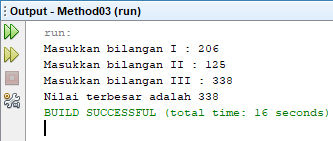 Output - Method03 (run)
run:
Masukkan bilangan I : 206
Masukkan bilangan II : 125
Masukkan bilangan III : 338
Nilai terbesar adalah 338
BUILD SUCCESSFUL (total time: 16 seconds)